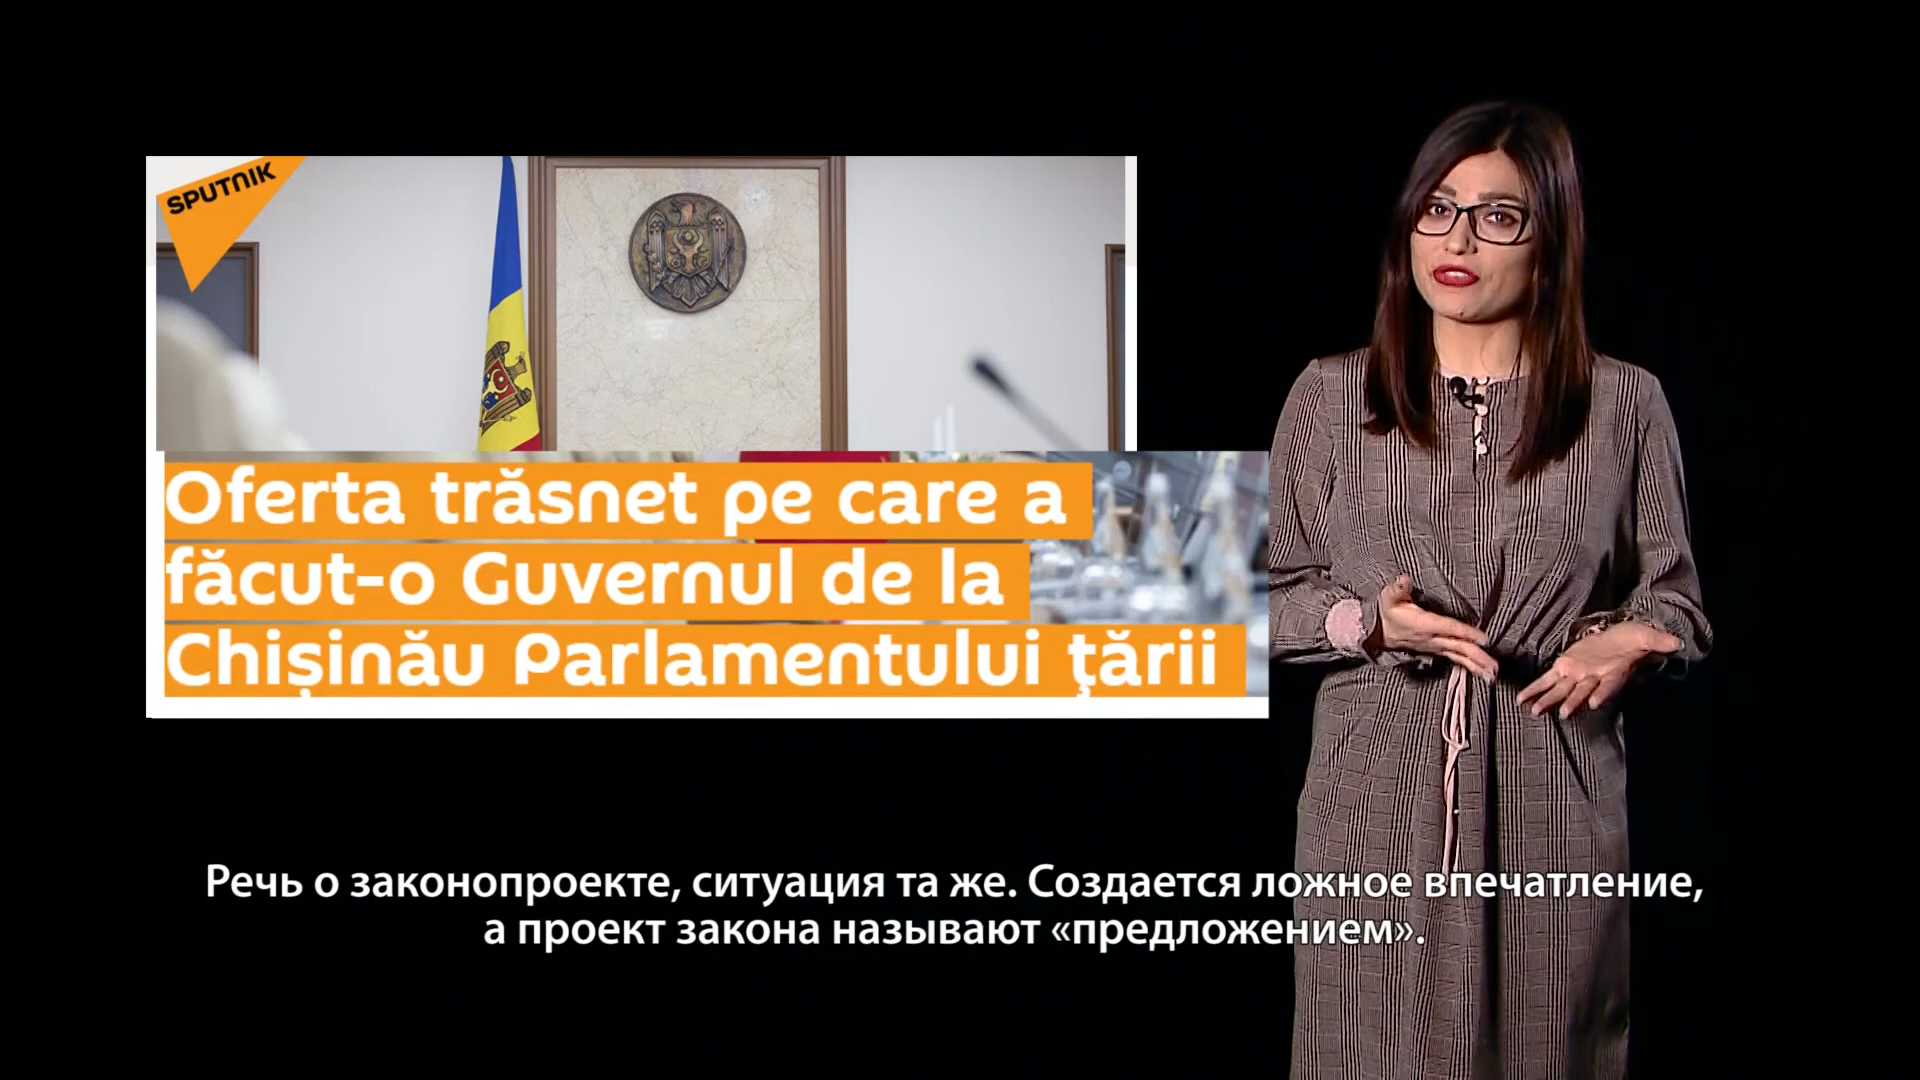 SPUTNIK
Oferta trăsnet pe care a
făcut-o Guvernul de la
Chișinău Parlamentului ţării
Речь о законопроекте, ситуация та же. Создается ложное впечатление,
а проект закона называют «предложением».